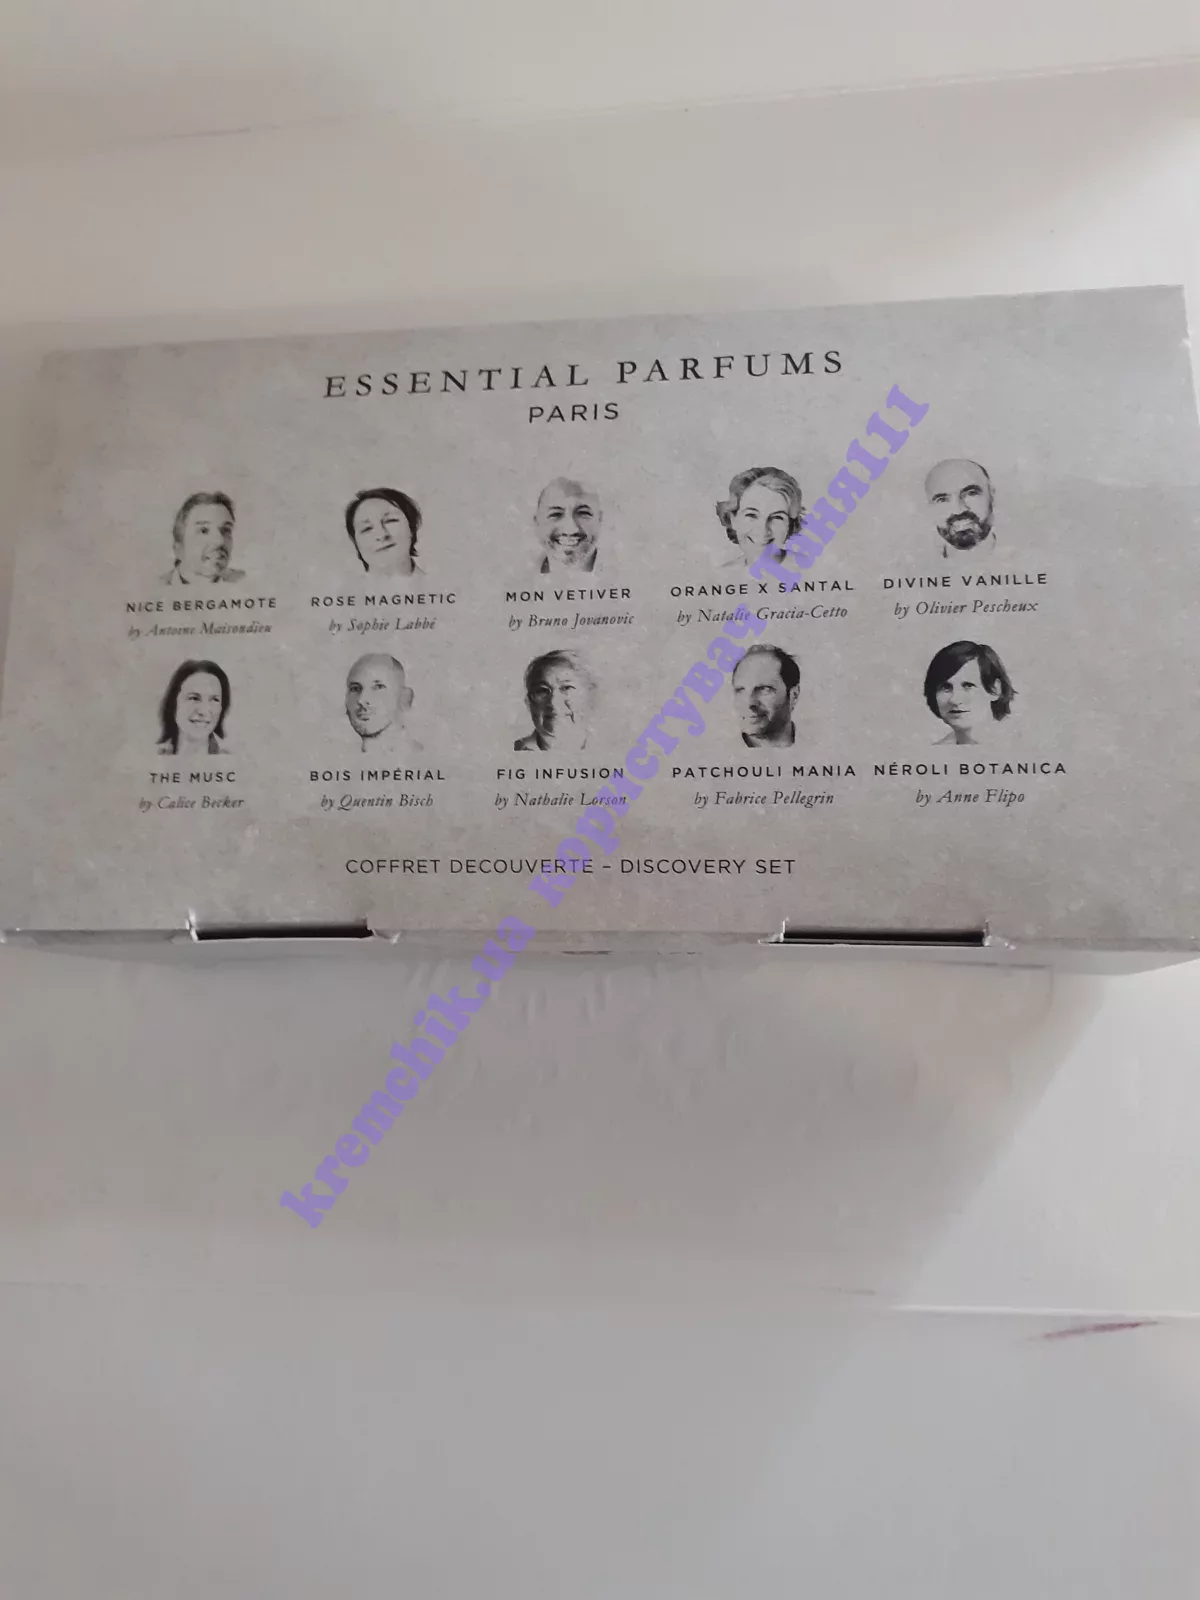 ESSENTIAL PARFUMS
PARIS
NICE BERGAMOTE
by Antoine Maisondieu
ROSE MAGNETIC
by Sophie Labbé
MON VETIVER
by Bruno Jovanovic
ORANGE X SANTAL
by Natalie Gracia-Cetto
DIVINE VANILLE
by Olivier Pescheux
THE MUSC
by Calice Becker
BOIS IMPÉRIAL
by Quentin Bisch
FIG INFUSION
by Nathalie Lorson
PATCHOULI MANIA
by Fabrice Pellegrin
NÉROLI BOTANICA
by Anne Flipo
COFFRET DECOUVERTE – DISCOVERY SET
kremchik.ua користувач Таня111